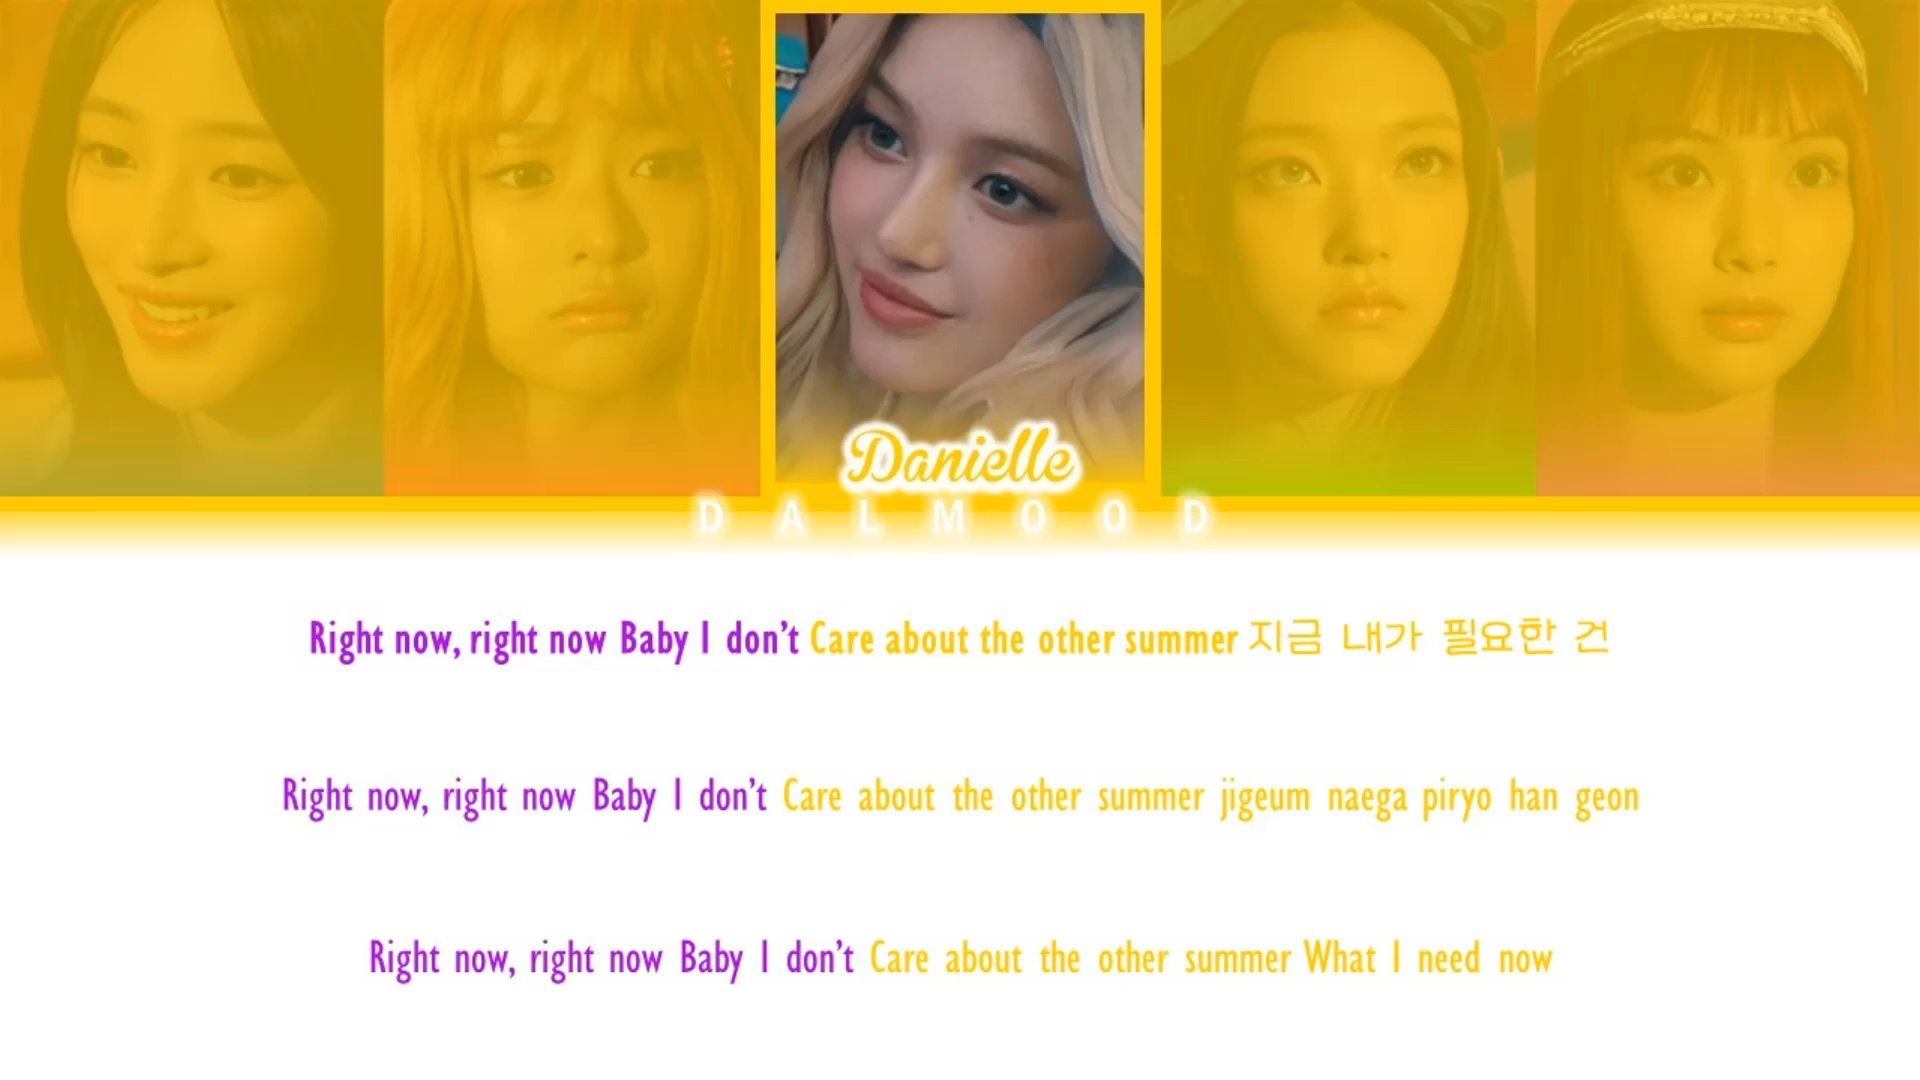 Danielle
DALMOOD
Right now, right now Baby I don't Care about the other summer 지금 내가 필요한 건
Right now, right now Baby I don't Care about the other summer jigeum naega piryo han geon
Right now, right now Baby I don't Care about the other summer What I need now